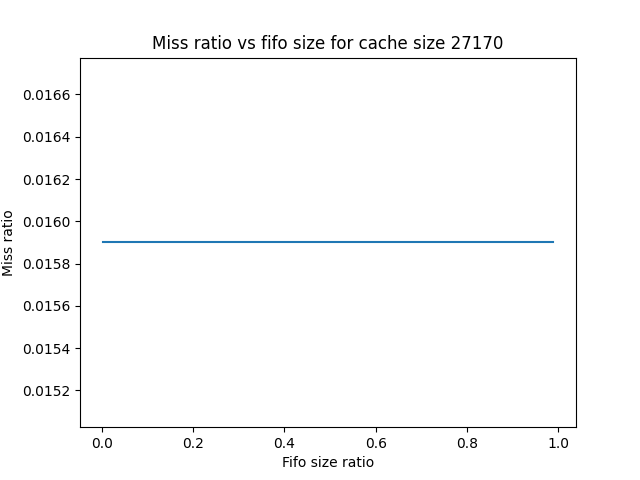 Miss ratio vs fifo size for cache size 27170
0.0166
0.0164
0.0162
0.0160
0.0158
0.0156
0.0154
0.0152
Miss ratio
0.0 0.2 0.4 0.6 0.8 1.0
Fifo size ratio